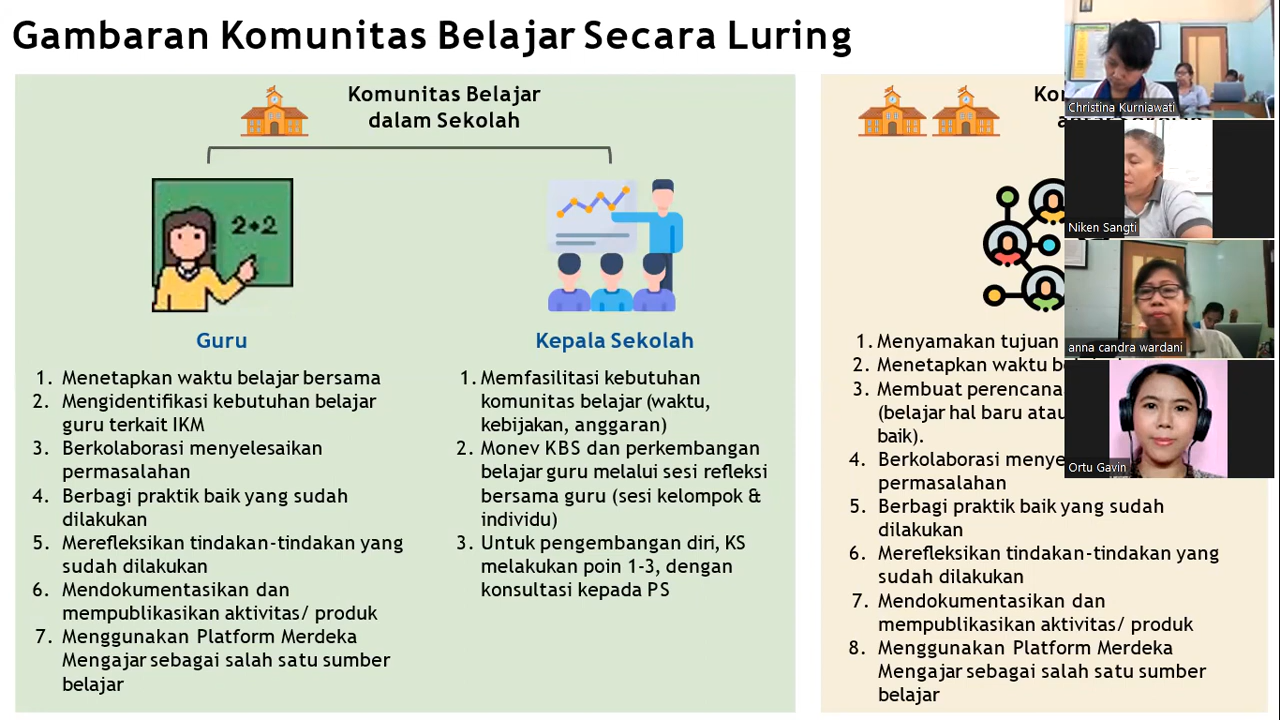 Gambaran Komunitas Belajar Secara Luring
Komunitas Belajar
dalam Sekolah
2+2
Guru
1. Menetapkan waktu belajar bersama
2. Mengidentifikasi kebutuhan belajar
guru terkait IKM
3. Berkolaborasi menyelesaikan
permasalahan
4. Berbagi praktik baik yang sudah
dilakukan
5. Merefleksikan tindakan-tindakan yang
sudah dilakukan
6. Mendokumentasikan dan
mempublikasikan aktivitas/ produk
7. Menggunakan Platform Merdeka
Mengajar sebagai salah satu sumber
belajar
Kepala Sekolah
1. Memfasilitasi kebutuhan
komunitas belajar (waktu,
kebijakan, anggaran)
2. Monev KBS dan perkembangan
belajar guru melalui sesi refleksi
bersama guru (sesi kelompok &
individu)
3. Untuk pengembangan diri, KS
melakukan poin 1-3, dengan
konsultasi kepada PS
1. Menyamakan tujuan
2. Menetapkan waktu
3. Membuat
(belajar hal baru
baik).
4. Berkolaborasi
permasalahan
5. Berbagi praktik baik yang sudah
dilakukan
6. Merefleksikan tindakan-tindakan yang
sudah dilakukan
7. Mendokumentasikan dan
mempublikasikan aktivitas/ produk
8. Menggunakan Platform Merdeka
Mengajar sebagai salah satu sumber
belajar
Christina Kurniawati
Niken Sangti
anna candra wardani
Ortu Gavin